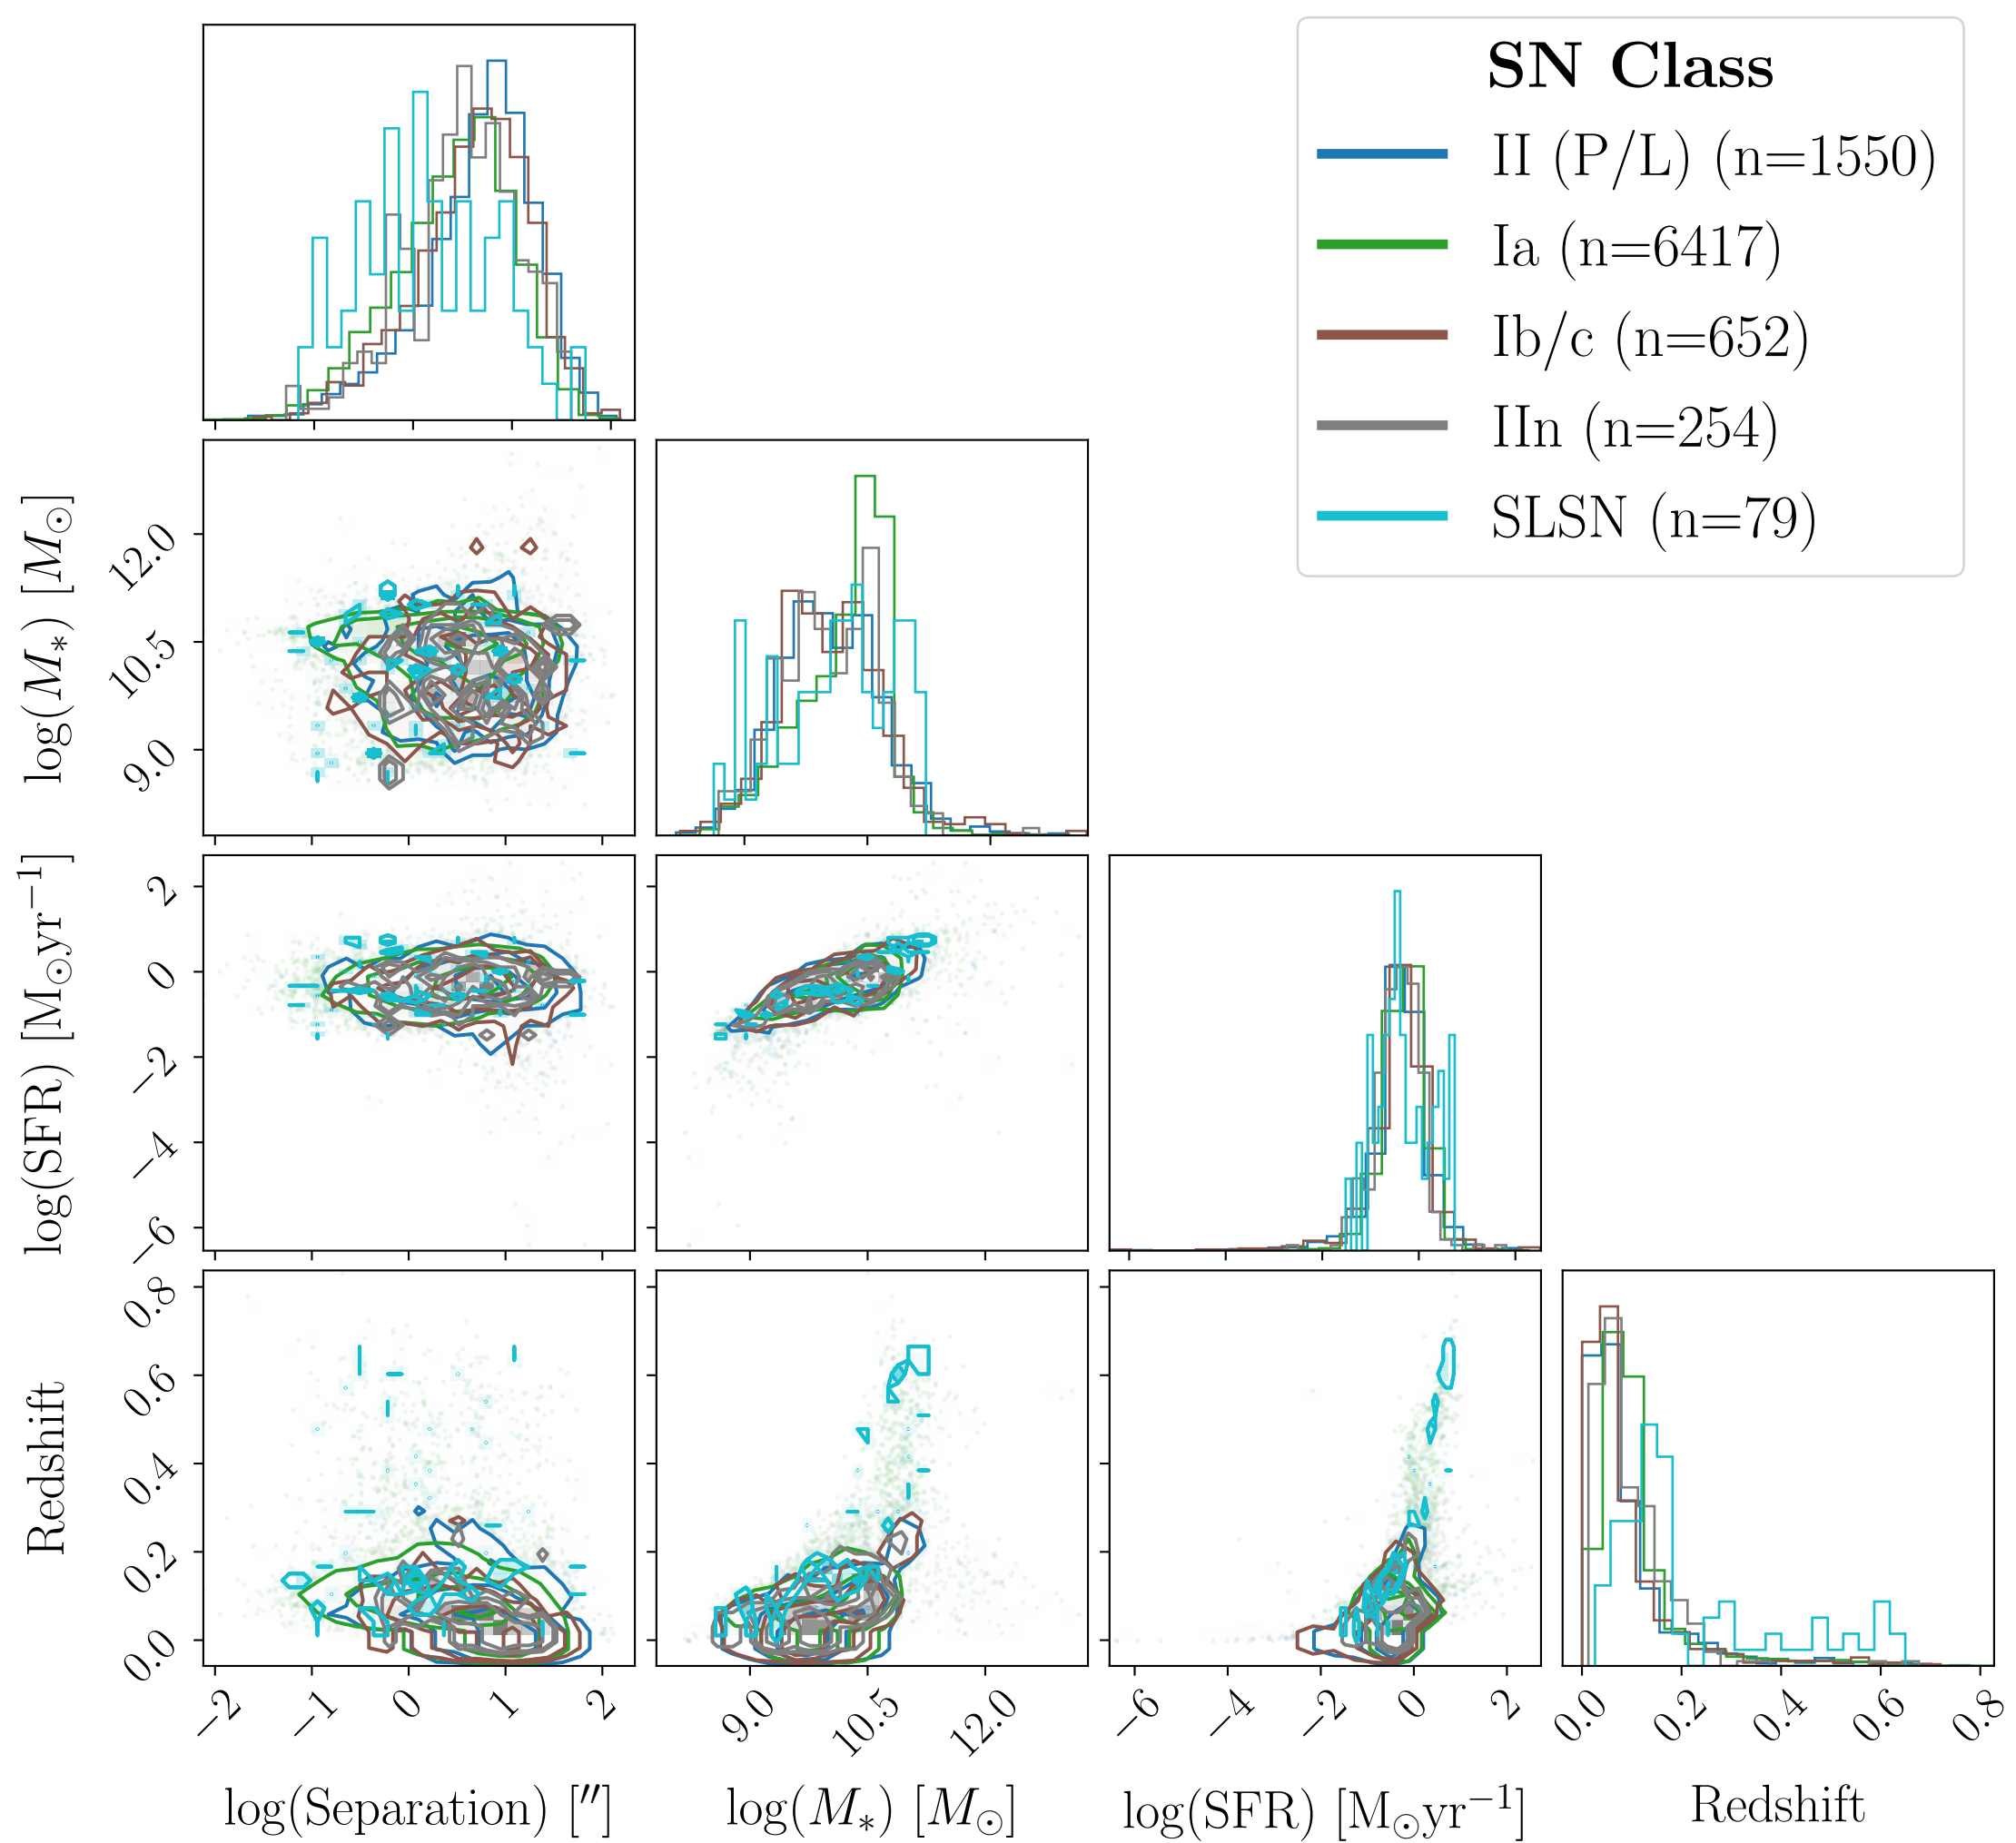 SN Class
II (P/L) (n=1550)
Ia (n=6417)
Ib/c (n=652)
IIn (n=254)
SLSN (n=79)
log(M∗) [M⊙]
12.0
10.5
9.0
log(SFR) [M⊙yr⁻¹]
2
0
−2
−4
−6
Redshift
0.8
0.6
0.4
0.2
0.0
−2 −1 0 1 2
9.0 10.5 12.0
−6 −4 −2 0 2
0.0 0.2 0.4 0.6 0.8
log(Separation) [″]
log(M∗) [M⊙]
log(SFR) [M⊙yr⁻¹]
Redshift